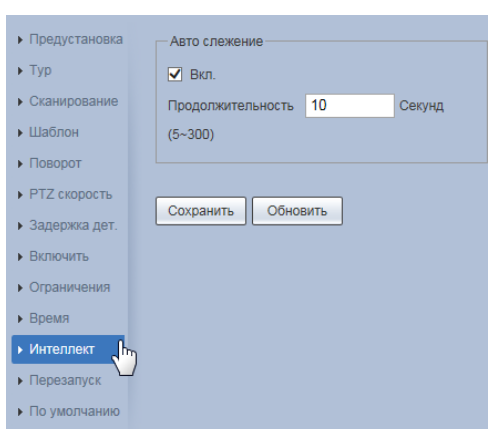 Предустановка
Тур
Сканирование
Шаблон
Поворот
PTZ скорость
Задержка дет.
Включить
Ограничения
Время
Интеллект
Перезапуск
По умолчанию
Авто слежение
Вкл.
Продолжительность 10 Секунд
(5~300)
Сохранить Обновить